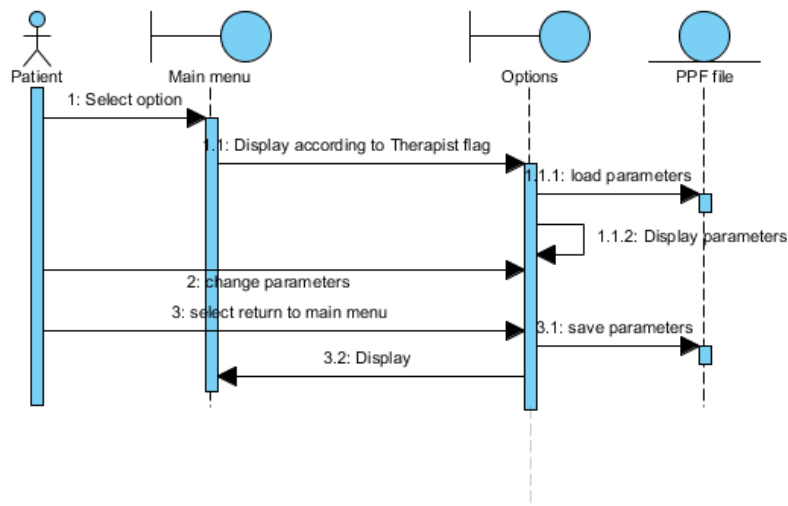 Patient
Main menu
Options
PPF file
1: Select option
1.1: Display according to Therapist flag
1.1.1: load parameters
1.1.2: Display parameters
2: change parameters
3: select return to main menu
3.1: save parameters
3.2: Display